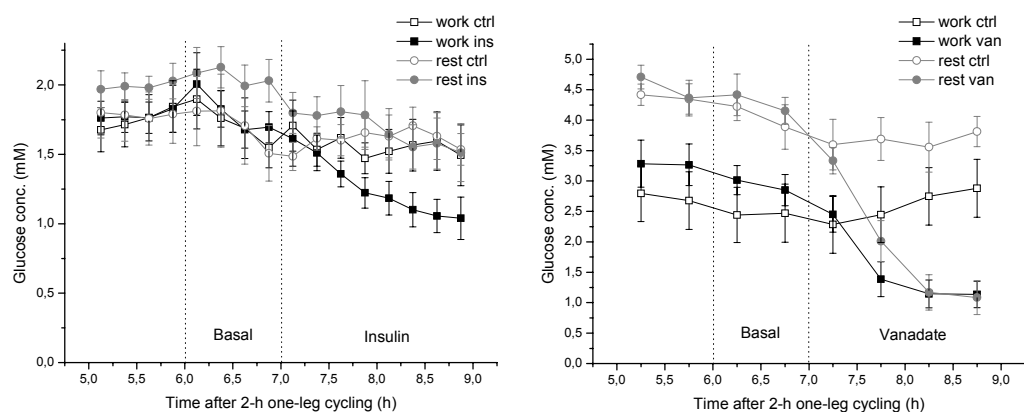 work ctrl
work ins
rest ctrl
rest ins
Glucose conc. (mM)
2,0
1,5
1,0
0,5
0,0
Basal
Insulin
5,0 5,5 6,0 6,5 7,0 7,5 8,0 8,5 9,0
Time after 2-h one-leg cycling (h)
work ctrl
work van
rest ctrl
rest van
Glucose conc. (mM)
5,0
4,5
4,0
3,5
3,0
2,5
2,0
1,5
1,0
0,5
0,0
Basal
Vanadate
5,0 5,5 6,0 6,5 7,0 7,5 8,0 8,5 9,0
Time after 2-h one-leg cycling (h)